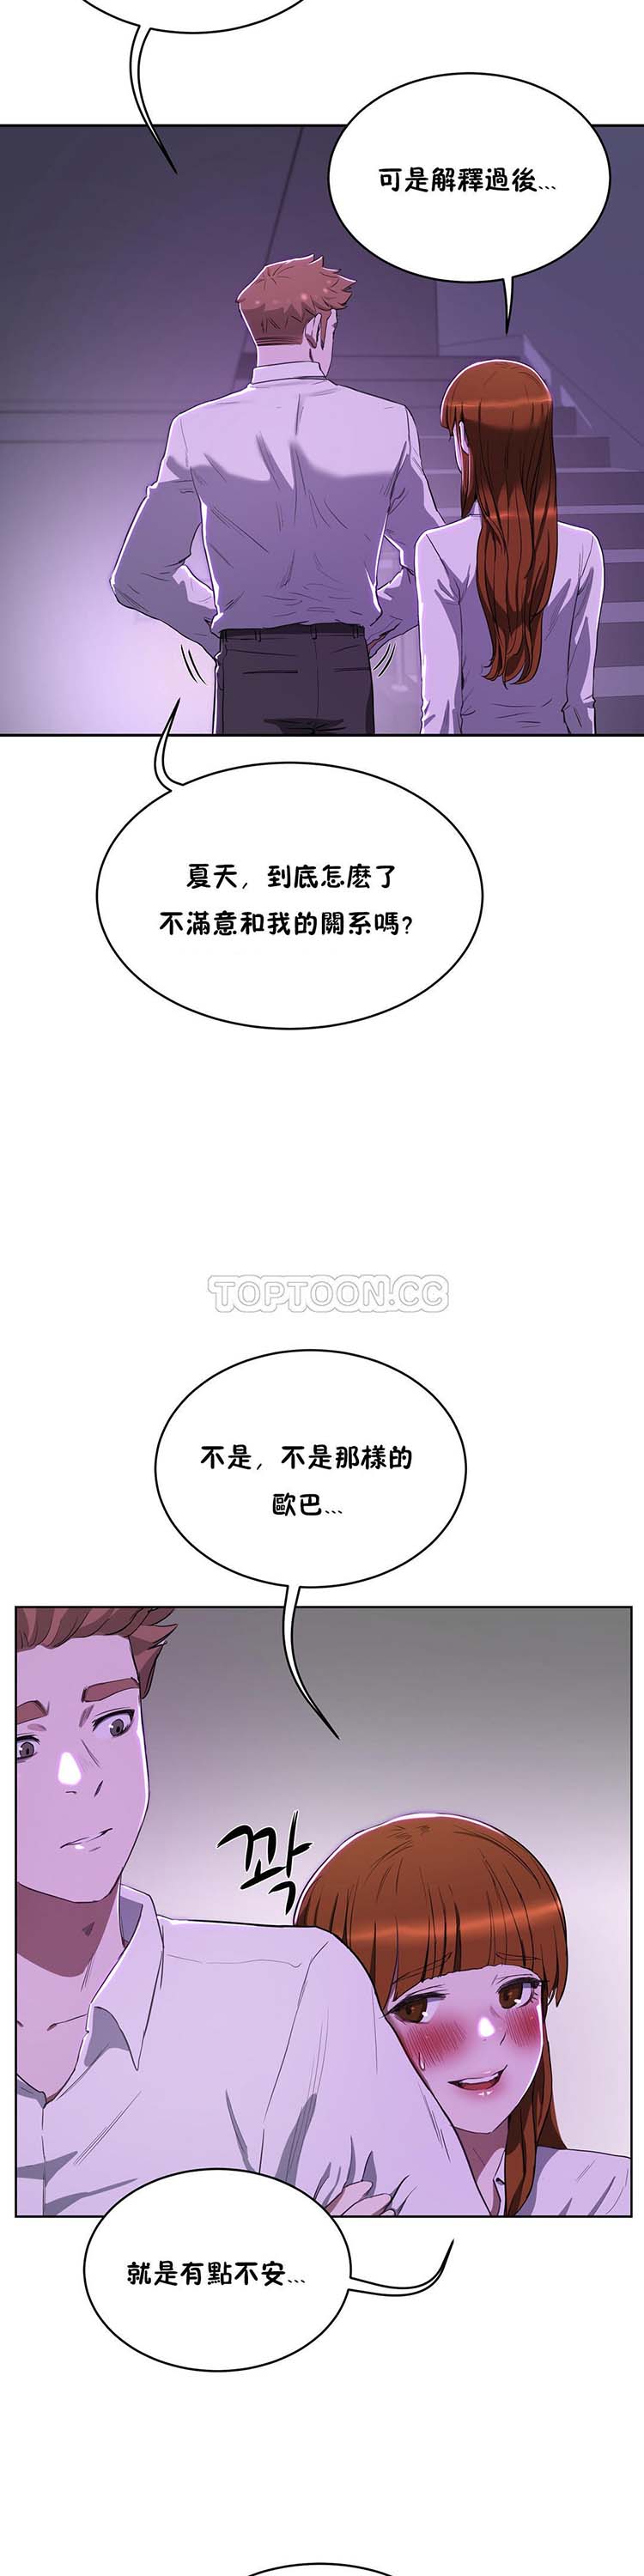 可是解釋過後...
夏天, 到底怎麽了
不滿意和我的關系嗎?
TOPTOON.CC
不是, 不是那樣的
歐巴...
꽉
就是有點不安...